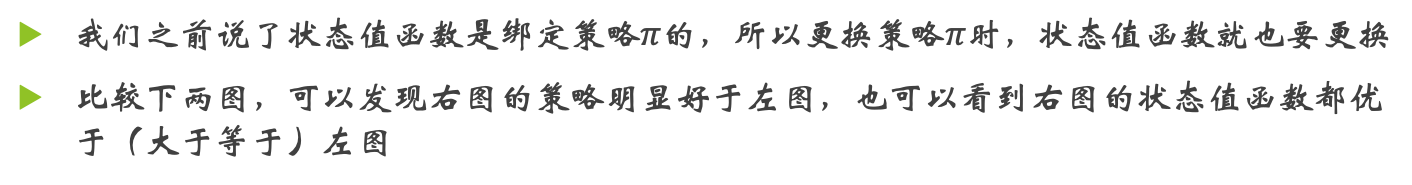 我们之前说了状态值函数是绑定策略π的，所以更换策略π时，状态值函数就也要更换
比较下两图，可以发现右图的策略明显好于左图，也可以看到右图的状态值函数都优
于（大于等于）左图